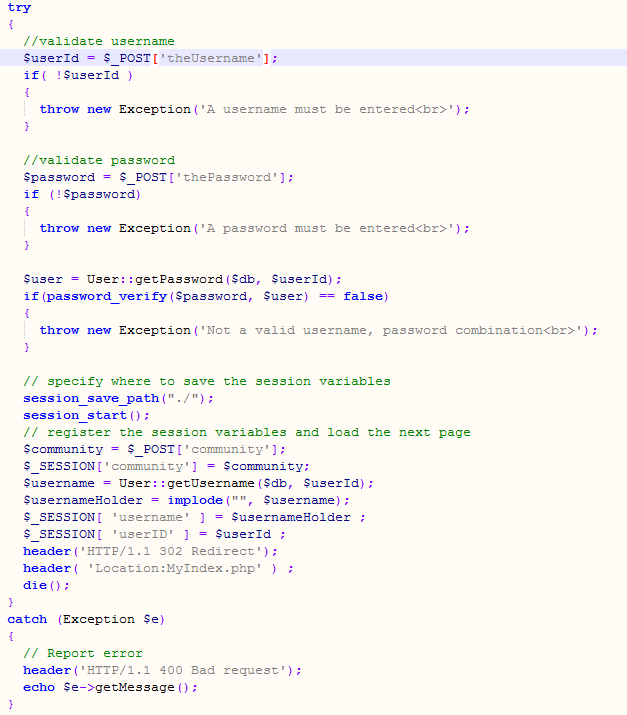 try
{
//validate username
$userId = $_POST['theUsername'];
if( !$userId )
{
throw new Exception('A username must be entered<br>');
}
//validate password
$password = $_POST['thePassword'];
if (!$password)
{
throw new Exception('A password must be entered<br>');
}
$user = User::getPassword($db, $userId);
if(password_verify($password, $user) == false)
{
throw new Exception('Not a valid username, password combination<br>');
}
// specify where to save the session variables
session_save_path("./");
session_start();
// register the session variables and load the next page
$community = $_POST['community'];
$_SESSION['community'] = $community;
$username = User::getUsername($db, $userId);
$usernameHolder = implode("", $username);
$_SESSION[ 'username' ] = $usernameHolder ;
$_SESSION[ 'userID' ] = $userId ;
header('HTTP/1.1 302 Redirect');
header( 'Location:MyIndex.php' ) ;
die();
}
catch (Exception $e)
{
// Report error
header('HTTP/1.1 400 Bad request');
echo $e->getMessage();
}